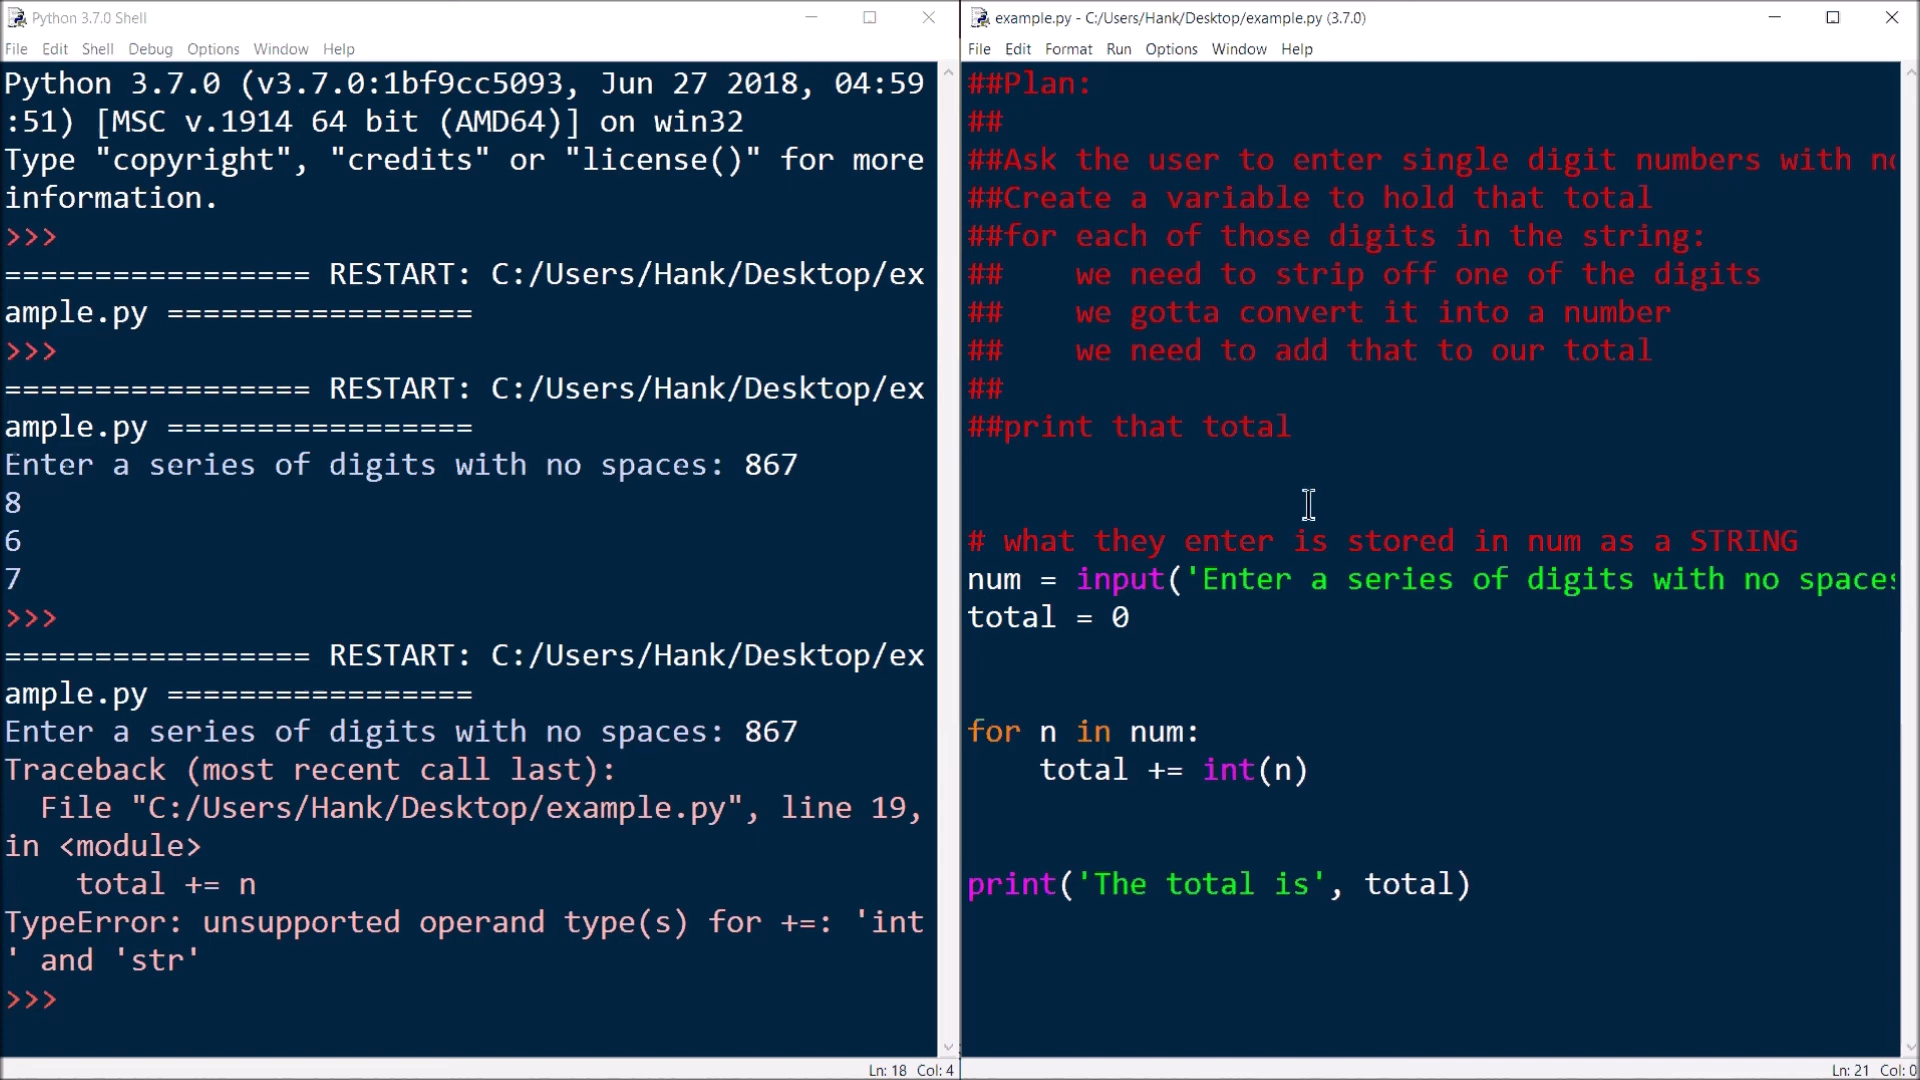 Python 3.7.0 Shell
File Edit Shell Debug Options Window Help
Python 3.7.0 (v3.7.0:1bf9cc5093, Jun 27 2018, 04:59
:51) [MSC v.1914 64 bit (AMD64)] on win32
Type "copyright", "credits" or "license()" for more
information.
>>>
================= RESTART: C:/Users/Hank/Desktop/ex
ample.py =================
>>>
================= RESTART: C:/Users/Hank/Desktop/ex
ample.py =================
Enter a series of digits with no spaces: 867
8
6
7
>>>
================= RESTART: C:/Users/Hank/Desktop/ex
ample.py =================
Enter a series of digits with no spaces: 867
Traceback (most recent call last):
  File "C:/Users/Hank/Desktop/example.py", line 19,
in <module>
    total += n
TypeError: unsupported operand type(s) for +=: 'int
' and 'str'
>>>
Ln: 18 Col: 4
example.py - C:/Users/Hank/Desktop/example.py (3.7.0)
File Edit Format Run Options Window Help
##Plan:
##
##Ask the user to enter single digit numbers with
##Create a variable to hold that total
##for each of those digits in the string:
##    we need to strip off one of the digits
##    we gotta convert it into a number
##    we need to add that to our total
##
##print that total
# what they enter is stored in num as a STRING
num = input('Enter a series of digits with no spaces
total = 0
for n in num:
    total += int(n)
print('The total is', total)
Ln: 21 Col: 0